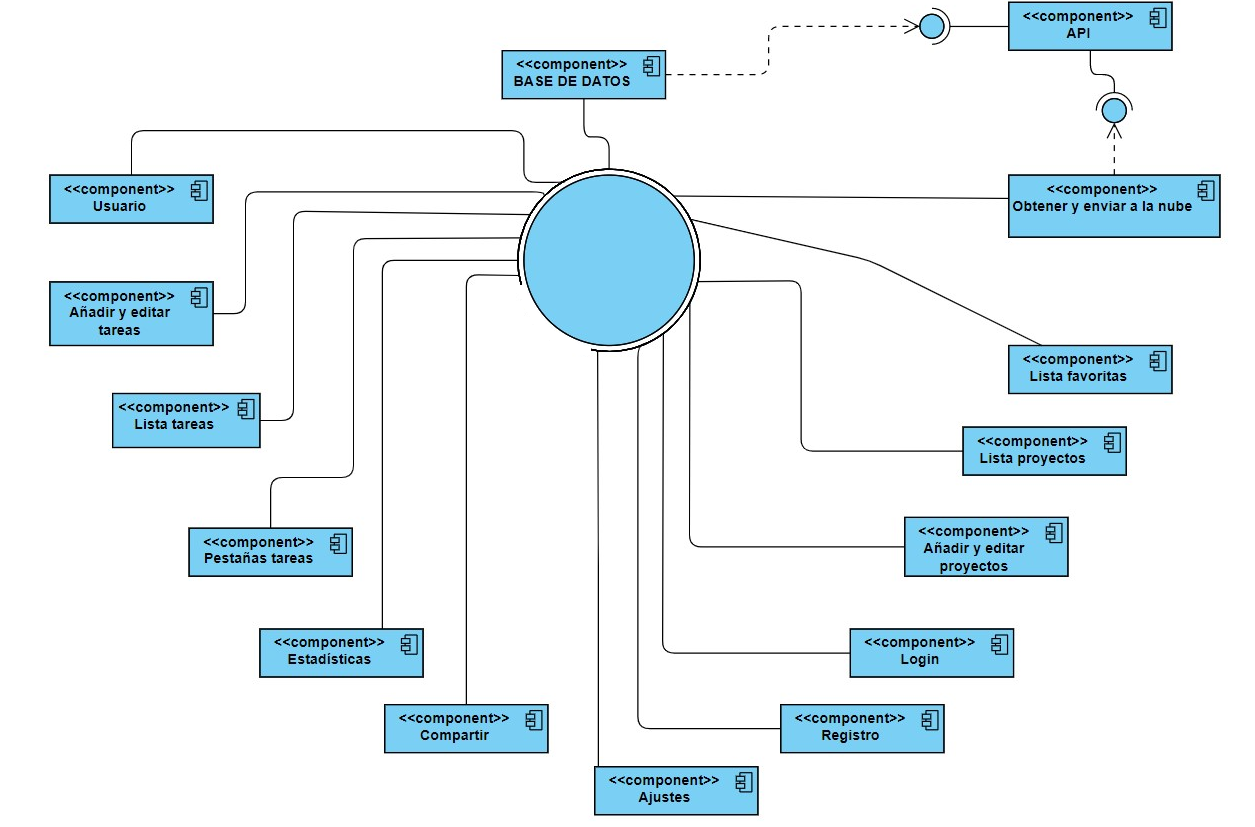 <<component>>
API
<<component>>
BASE DE DATOS
<<component>>
Usuario
<<component>>
Obtener y enviar a la nube
<<component>>
Añadir y editar
tareas
<<component>>
Lista favoritas
<<component>>
Lista tareas
<<component>>
Lista proyectos
<<component>>
Pestañas tareas
<<component>>
Añadir y editar
proyectos
<<component>>
Estadísticas
<<component>>
Login
<<component>>
Compartir
<<component>>
Registro
<<component>>
Ajustes